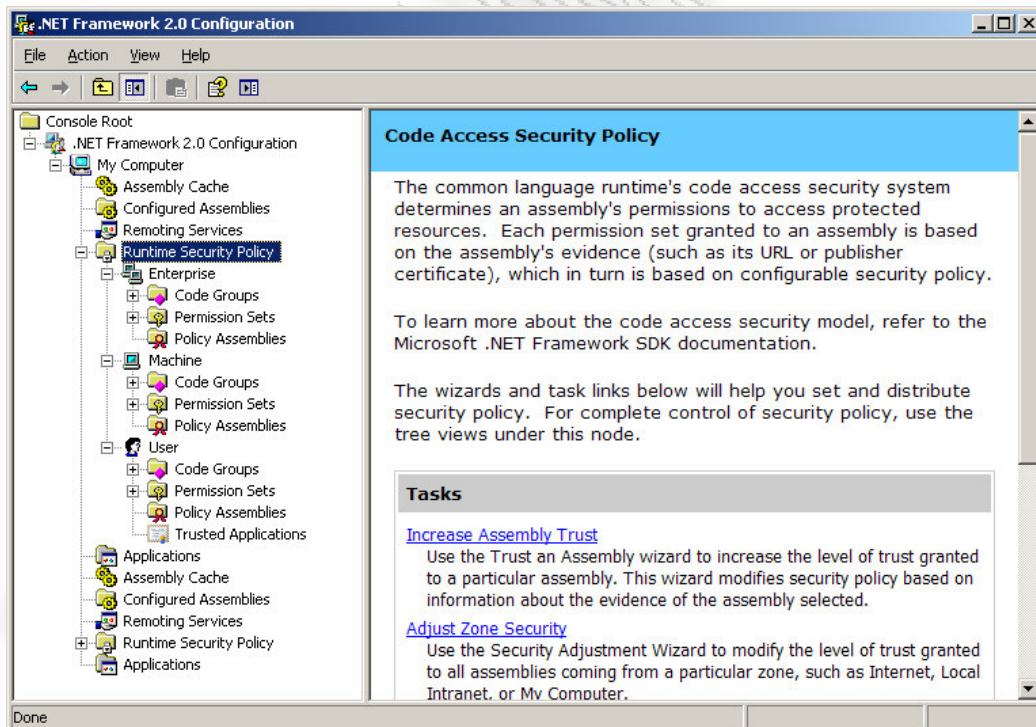 .NET Framework 2.0 Configuration
File Action View Help
Console Root
.NET Framework 2.0 Configuration
My Computer
Assembly Cache
Configured Assemblies
Remoting Services
Runtime Security Policy
Enterprise
Code Groups
Permission Sets
Policy Assemblies
Machine
Code Groups
Permission Sets
Policy Assemblies
User
Code Groups
Permission Sets
Policy Assemblies
Trusted Applications
Applications
Assembly Cache
Configured Assemblies
Remoting Services
Runtime Security Policy
Applications
Code Access Security Policy
The common language runtime's code access security system
determines an assembly's permissions to access protected
resources. Each permission set granted to an assembly is based
on the assembly's evidence (such as its URL or publisher
certificate), which in turn is based on configurable security policy.
To learn more about the code access security model, refer to the
Microsoft .NET Framework SDK documentation.
The wizards and task links below will help you set and distribute
security policy. For complete control of security policy, use the
tree views under this node.
Tasks
Increase Assembly Trust
Use the Trust an Assembly wizard to increase the level of trust granted
to a particular assembly. This wizard modifies security policy based on
information about the evidence of the assembly selected.
Adjust Zone Security
Use the Security Adjustment Wizard to modify the level of trust granted
to all assemblies coming from a particular zone, such as Internet, Local
Intranet, or My Computer.
Done